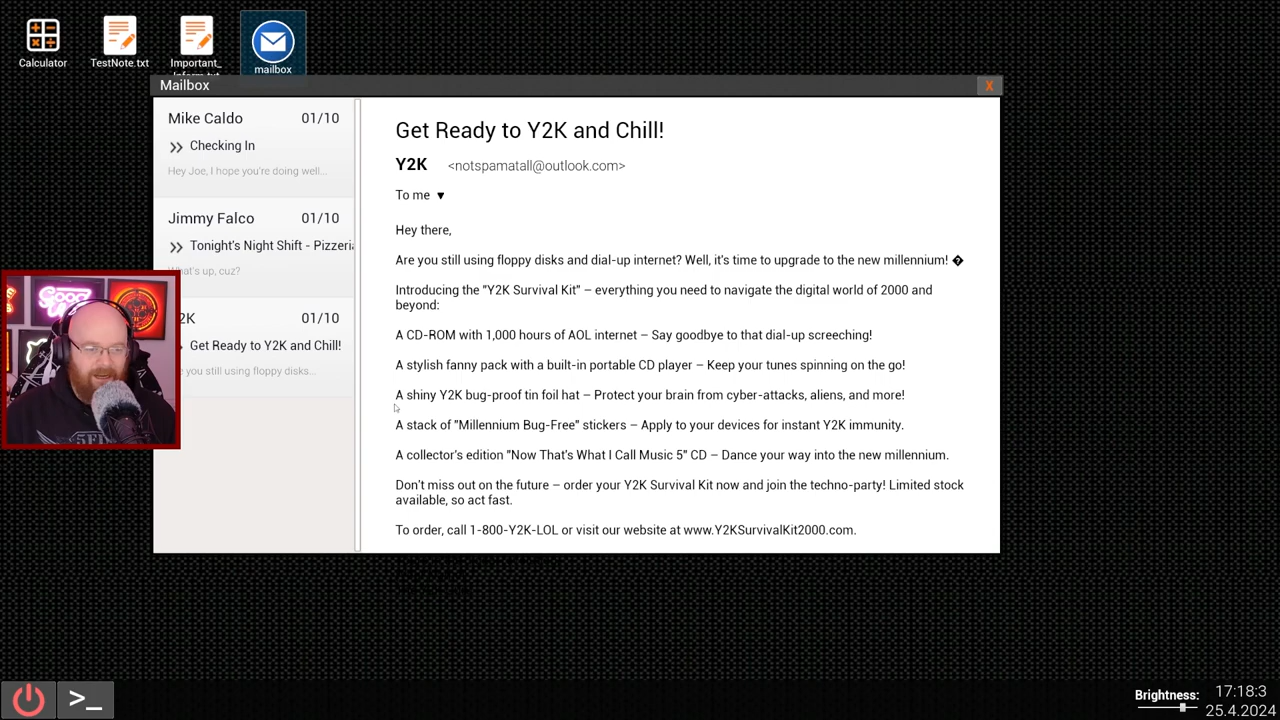 Calculator
TestNote.txt
Important_
mailbox
Mailbox
X
Mike Caldo 01/10
Checking In
Hey Joe, I hope you're doing well...
Jimmy Falco 01/10
Tonight's Night Shift - Pizzeria
What's up, cuz?
2K 01/10
Get Ready to Y2K and Chill!
you still using floppy disks...
Get Ready to Y2K and Chill!
Y2K <notspamatall@outlook.com>
To me
Hey there,
Are you still using floppy disks and dial-up internet? Well, it's time to upgrade to the new millennium! �
Introducing the "Y2K Survival Kit" – everything you need to navigate the digital world of 2000 and
beyond:
A CD-ROM with 1,000 hours of AOL internet – Say goodbye to that dial-up screeching!
A stylish fanny pack with a built-in portable CD player – Keep your tunes spinning on the go!
A shiny Y2K bug-proof tin foil hat – Protect your brain from cyber-attacks, aliens, and more!
A stack of "Millennium Bug-Free" stickers – Apply to your devices for instant Y2K immunity.
A collector's edition "Now That's What I Call Music 5" CD – Dance your way into the new millennium.
Don't miss out on the future – order your Y2K Survival Kit now and join the techno-party! Limited stock
available, so act fast.
To order, call 1-800-Y2K-LOL or visit our website at www.Y2KSurvivalKit2000.com.
>_
Brightness:
17:18:3
25.4.2024